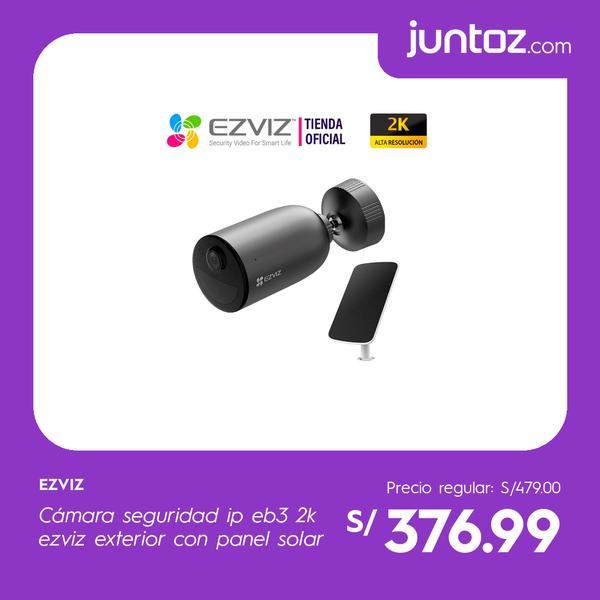 juntoz.com
EZVIZ™ TIENDA OFICIAL
Security Video For Smart Life
2K
ALTA RESOLUCIÓN
EZVIZ
EZVIZ
Precio regular: S/479.00
Cámara seguridad ip eb3 2k
ezviz exterior con panel solar
S/ 376.99